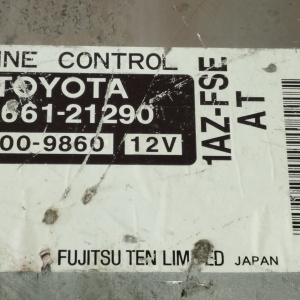 INE CONTROL
TOYOTA
661-21290
00-9860 12V
1AZ-FSE
AT
FUJITSU TEN LIMITED JAPAN